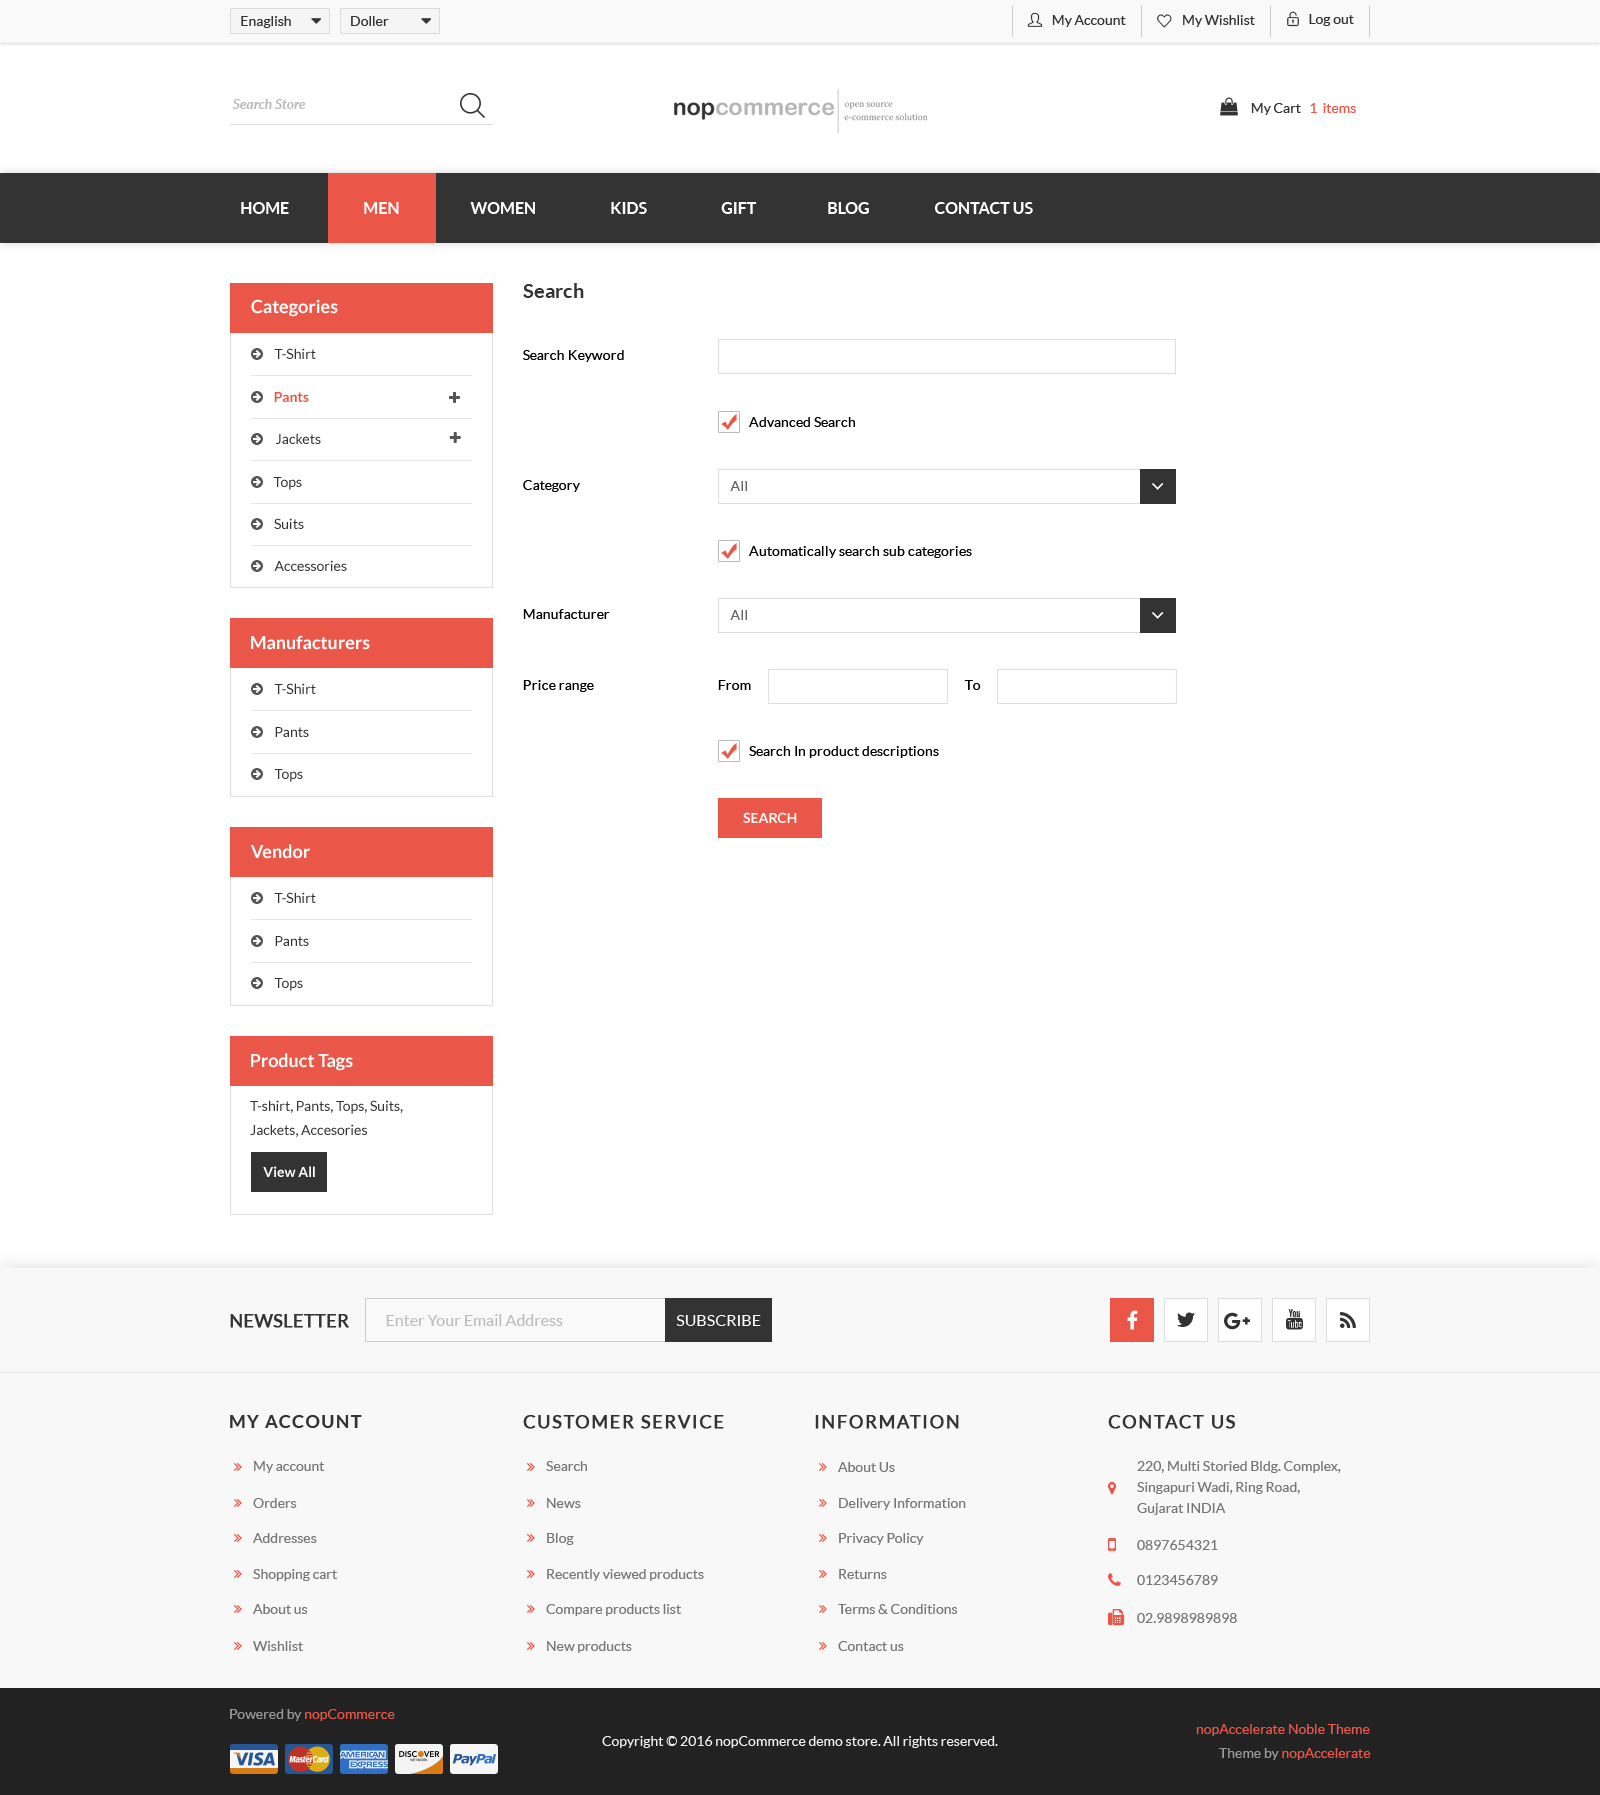 Enaglish Doller My Account My Wishlist Log out
Search Store
nopcommerce
open source
e-commerce solution
My Cart 1 items
HOME MEN WOMEN KIDS GIFT BLOG CONTACT US
Categories
T-Shirt
Pants
Jackets
Tops
Suits
Accessories
Manufacturers
T-Shirt
Pants
Tops
Vendor
T-Shirt
Pants
Tops
Product Tags
T-shirt, Pants, Tops, Suits,
Jackets, Accesories
View All
Search
Search Keyword
Advanced Search
Category All
Automatically search sub categories
Manufacturer All
Price range From To
Search In product descriptions
SEARCH
NEWSLETTER Enter Your Email Address SUBSCRIBE
You
Tube
MY ACCOUNT
My account
Orders
Addresses
Shopping cart
About us
Wishlist
CUSTOMER SERVICE
Search
News
Blog
Recently viewed products
Compare products list
New products
INFORMATION
About Us
Delivery Information
Privacy Policy
Returns
Terms & Conditions
Contact us
CONTACT US
220, Multi Storied Bldg. Complex,
Singapuri Wadi, Ring Road,
Gujarat INDIA
0897654321
0123456789
02.9898989898
Powered by nopCommerce
VISA MasterCard AMERICAN EXPRESS DISCOVER NETWORK PayPal
Copyright © 2016 nopCommerce demo store. All rights reserved.
nopAccelerate Noble Theme
Theme by nopAccelerate